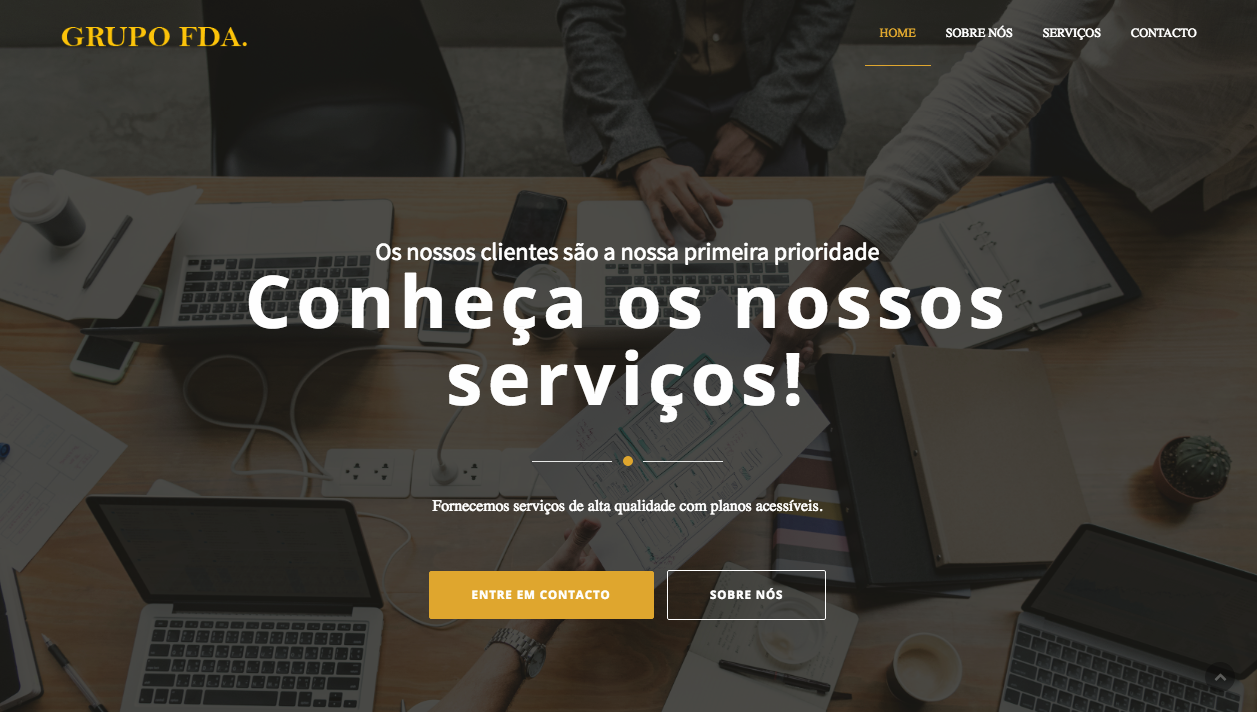 GRUPO FDA.
HOME SOBRE NÓS SERVIÇOS CONTACTO
Os nossos clientes são a nossa primeira prioridade
Conheça os nossos
serviços!
Fornecemos serviços de alta qualidade com planos acessíveis.
ENTRE EM CONTACTO
SOBRE NÓS